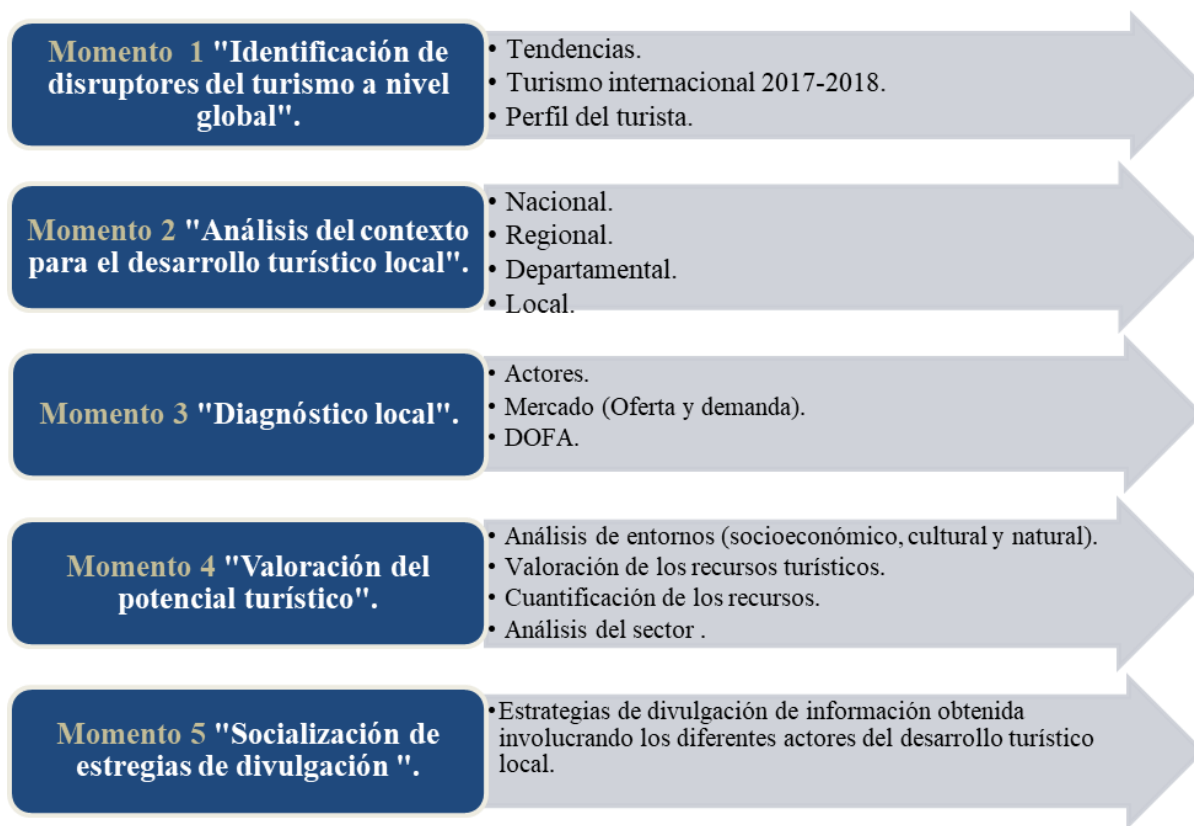 Momento 1 "Identificación de
disruptores del turismo a nivel
global".
• Tendencias.
• Turismo internacional 2017-2018.
• Perfil del turista.
Momento 2 "Análisis del contexto
para el desarrollo turístico local".
• Nacional.
• Regional.
• Departamental.
• Local.
Momento 3 "Diagnóstico local".
• Actores.
• Mercado (Oferta y demanda).
• DOFA.
Momento 4 "Valoración del
potencial turístico".
• Análisis de entornos (socioeconómico, cultural y natural).
• Valoración de los recursos turísticos.
• Cuantificación de los recursos.
• Análisis del sector .
Momento 5 "Socialización de
estregias de divulgación ".
• Estrategias de divulgación de información obtenida
involucrando los diferentes actores del desarrollo turístico
local.